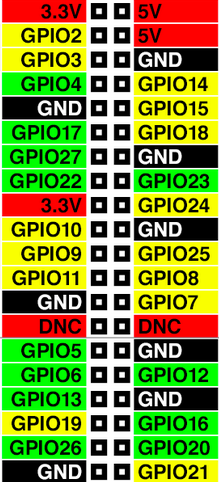 3.3V 5V
GPIO2 5V
GPIO3 GND
GPIO4 GPIO14
GND GPIO15
GPIO17 GPIO18
GPIO27 GND
GPIO22 GPIO23
3.3V GPIO24
GPIO10 GND
GPIO9 GPIO25
GPIO11 GPIO8
GND GPIO7
DNC DNC
GPIO5 GND
GPIO6 GPIO12
GPIO13 GND
GPIO19 GPIO16
GPIO26 GPIO20
GND GPIO21